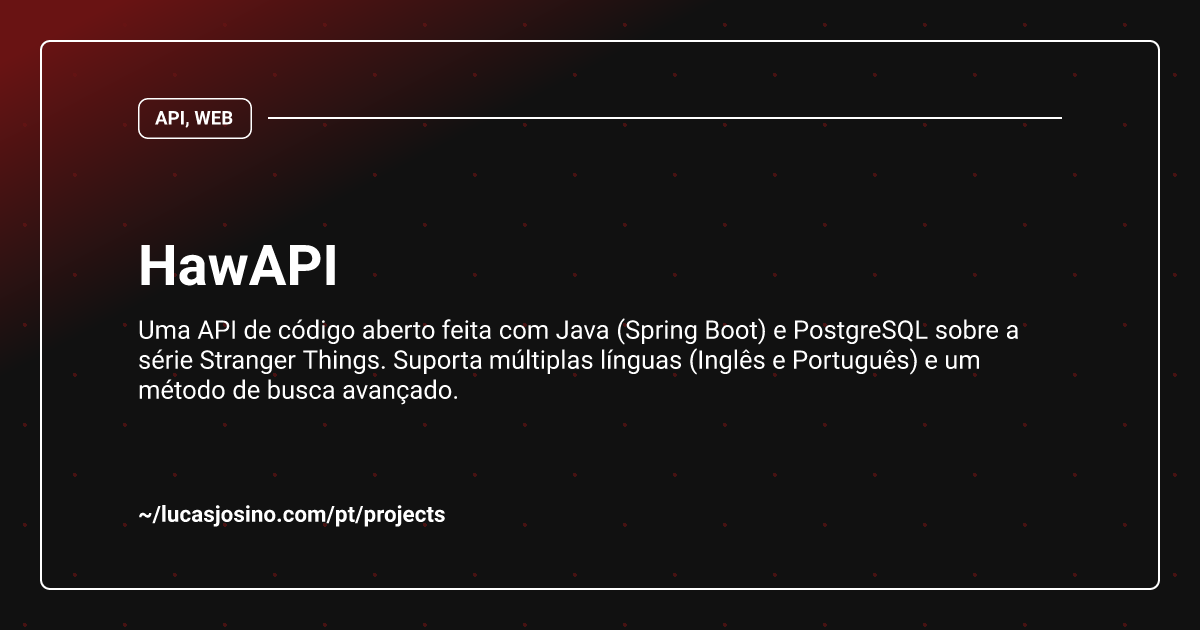 API, WEB
HawAPI
Uma API de código aberto feita com Java (Spring Boot) e PostgreSQL sobre a
série Stranger Things. Suporta múltiplas línguas (Inglês e Português) e um
método de busca avançado.
~/lucasjosino.com/pt/projects